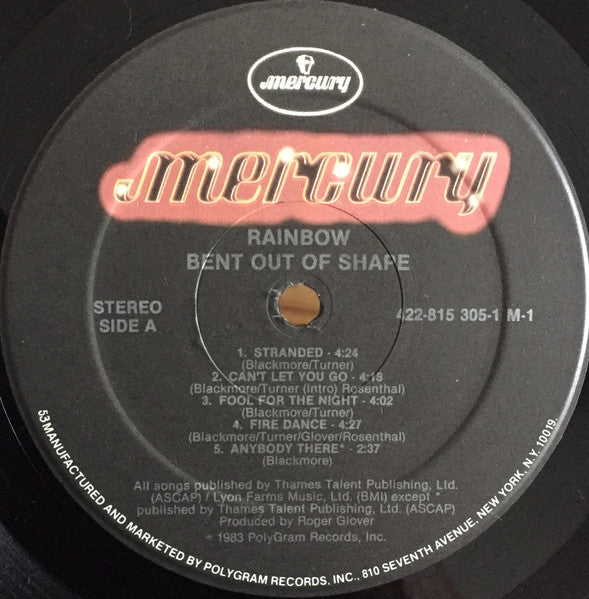 mercury
mercury
RAINBOW
BENT OUT OF SHAPE
STEREO
SIDE A
422-815 305-1 M-1
1. STRANDED - 4:24
(Blackmore/Turner)
2. CAN'T LET YOU GO - 4:18
(Blackmore/Turner (Intro) Rosenthal)
3. FOOL FOR THE NIGHT - 4:02
(Blackmore/Turner)
4. FIRE DANCE - 4:27
(Blackmore/Turner/Glover/Rosenthal)
5. ANYBODY THERE* - 2:37
(Blackmore)
All songs published by Thames Talent Publishing, Ltd.
(ASCAP) / Lyon Farms Music, Ltd. (BMI) except *
published by Thames Talent Publishing, Ltd. (ASCAP)
Produced by Roger Glover
℗ 1983 PolyGram Records, Inc.
53 MANUFACTURED AND MARKETED BY POLYGRAM RECORDS, INC., 810 SEVENTH AVENUE, NEW YORK, N.Y. 10019